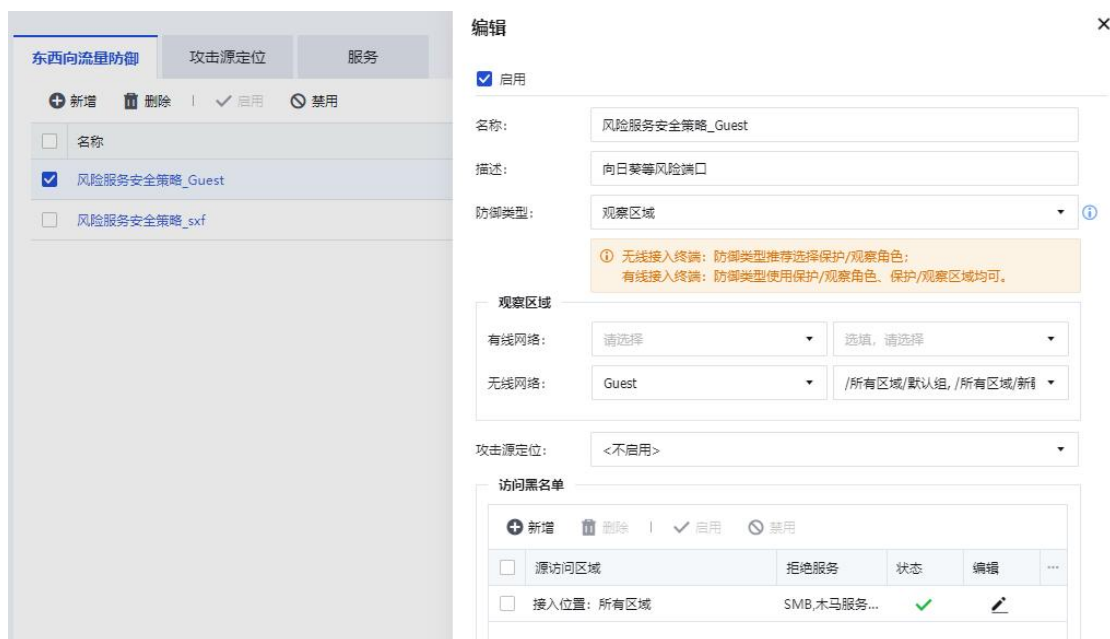 东西向流量防御
攻击源定位
服务
新增
删除
启用
禁用
名称
风险服务安全策略_Guest
风险服务安全策略_sxf
编辑
启用
名称:
风险服务安全策略_Guest
描述:
向日葵等风险端口
防御类型:
观察区域
无线接入终端：防御类型推荐选择保护/观察角色；
有线接入终端：防御类型使用保护/观察角色、保护/观察区域均可。
观察区域
有线网络:
请选择
选填，请选择
无线网络:
Guest
/所有区域/默认组, /所有区域/新
攻击源定位:
<不启用>
访问黑名单
新增
删除
启用
禁用
源访问区域
拒绝服务
状态
编辑
接入位置：所有区域
SMB,木马服务...